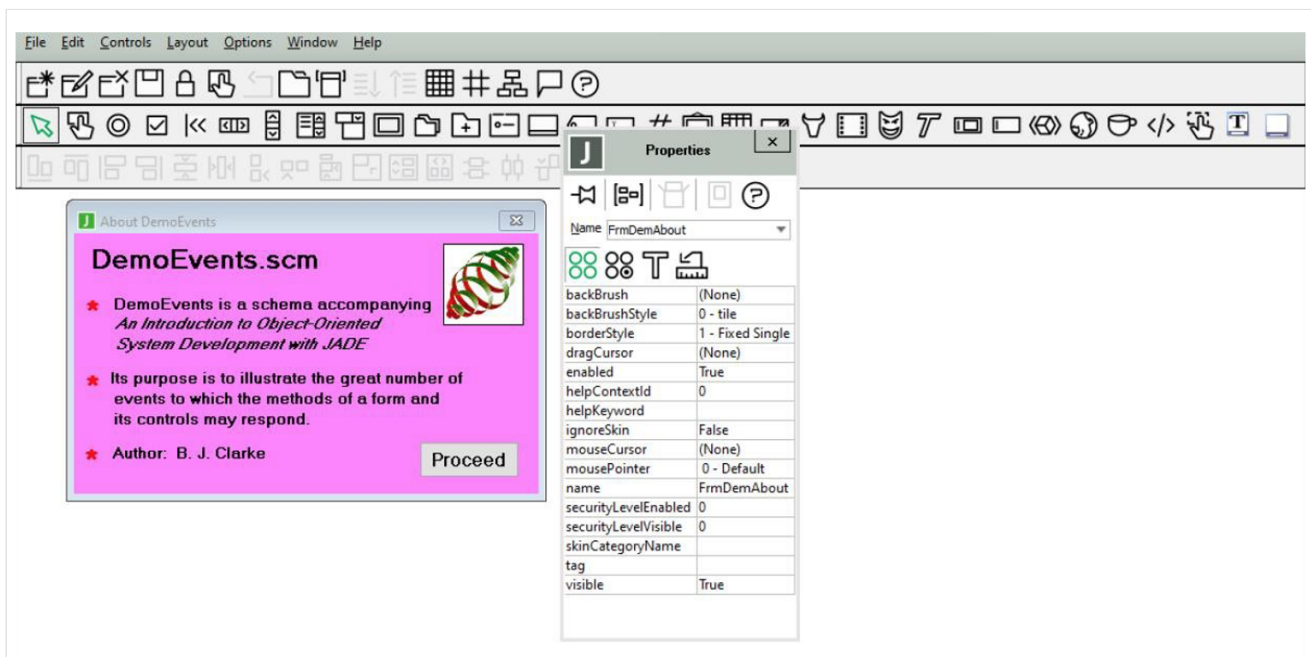 File Edit Controls Layout Options Window Help
J Properties x
Name FrmDemAbout
J About DemoEvents
DemoEvents.scm
* DemoEvents is a schema accompanying
An Introduction to Object-Oriented
System Development with JADE
* Its purpose is to illustrate the great number of
events to which the methods of a form and
its controls may respond.
* Author: B. J. Clarke
Proceed
backBrush (None)
backBrushStyle 0 - tile
borderStyle 1 - Fixed Single
dragCursor (None)
enabled True
helpContextId 0
helpKeyword
ignoreSkin False
mouseCursor (None)
mousePointer 0 - Default
name FrmDemAbout
securityLevelEnabled 0
securityLevelVisible 0
skinCategoryName
tag
visible True